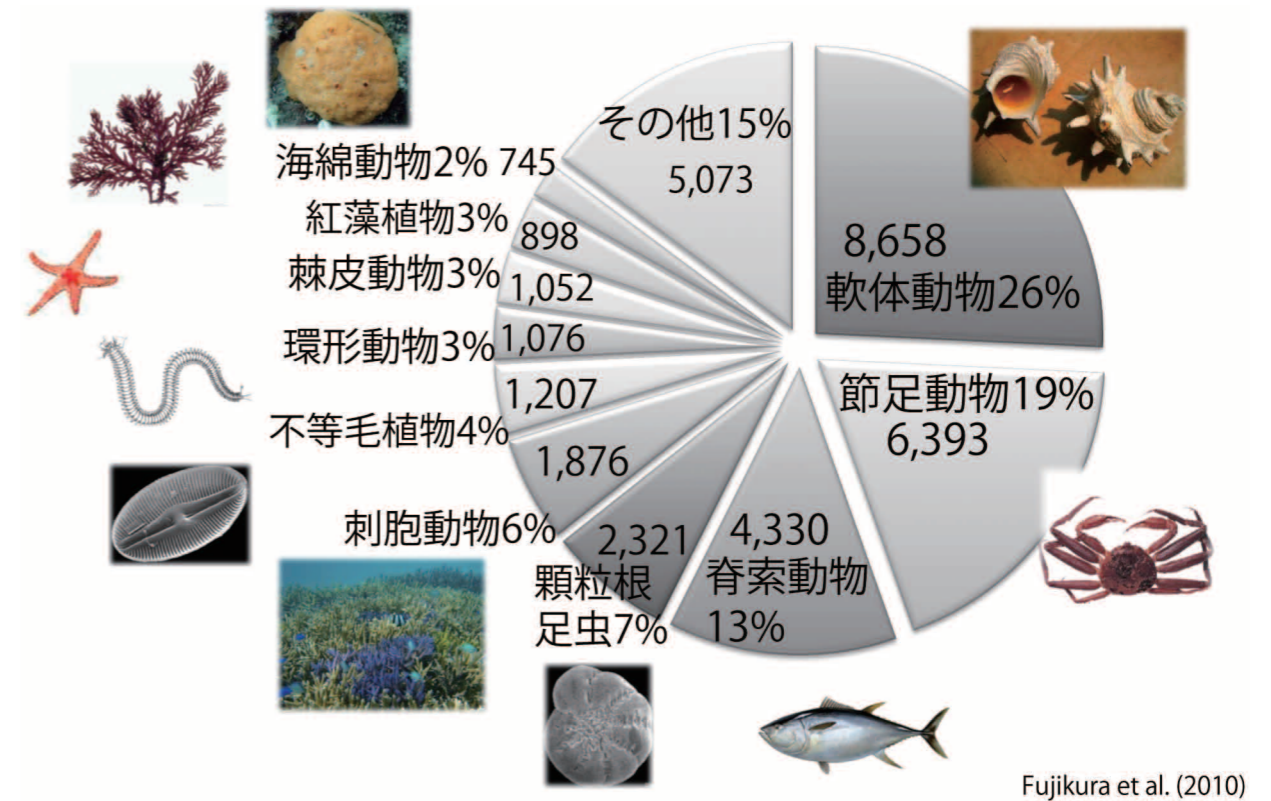 その他15%
5,073
海綿動物2% 745
紅藻植物3%
898
棘皮動物3%
1,052
環形動物3%
1,076
不等毛植物4%
1,207
刺胞動物6%
1,876
顆粒根
足虫7%
2,321
4,330
脊索動物
13%
節足動物19%
6,393
8,658
軟体動物26%
Fujikura et al. (2010)